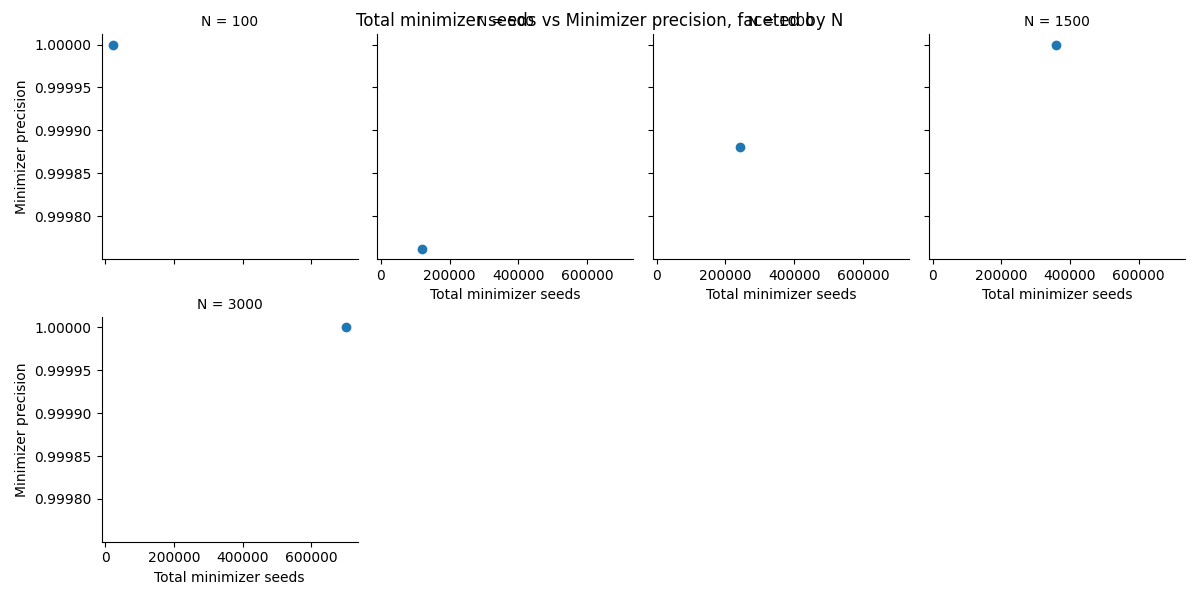 Total minimizer seeds vs Minimizer precision, faceted by N
N = 100
N = 500
N = 1000
N = 1500
1.00000
0.99995
0.99990
0.99985
0.99980
Minimizer precision
0 200000 400000 600000
Total minimizer seeds
0 200000 400000 600000
Total minimizer seeds
0 200000 400000 600000
Total minimizer seeds
N = 3000
1.00000
0.99995
0.99990
0.99985
0.99980
Minimizer precision
0 200000 400000 600000
Total minimizer seeds